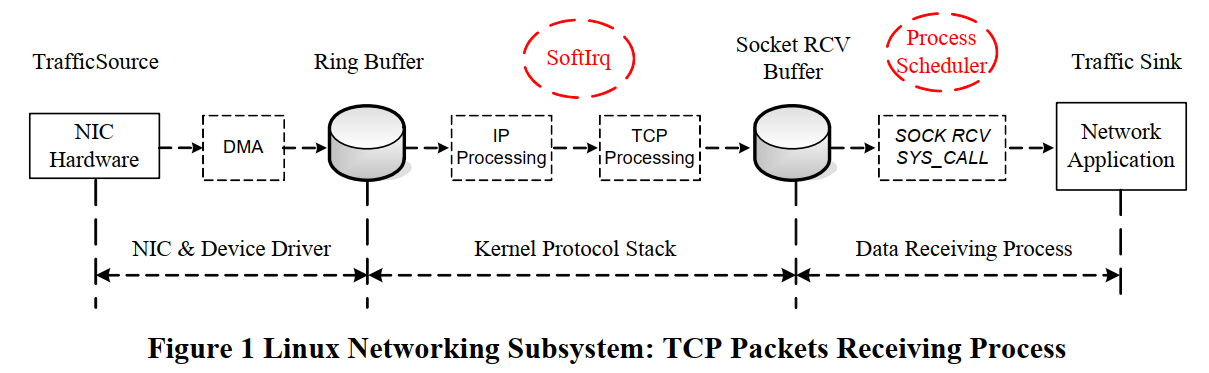 TrafficSource
Ring Buffer
SoftIrq
Socket RCV
Buffer
Process
Scheduler
Traffic Sink
NIC
Hardware
DMA
IP
Processing
TCP
Processing
SOCK RCV
SYS_CALL
Network
Application
NIC & Device Driver
Kernel Protocol Stack
Data Receiving Process
Figure 1 Linux Networking Subsystem: TCP Packets Receiving Process